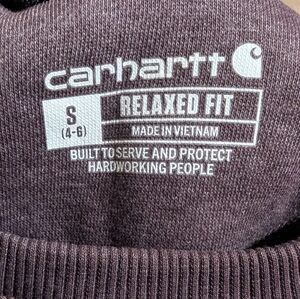 carhartt
S
(4-6)
RELAXED FIT
MADE IN VIETNAM
BUILT TO SERVE AND PROTECT
HARDWORKING PEOPLE